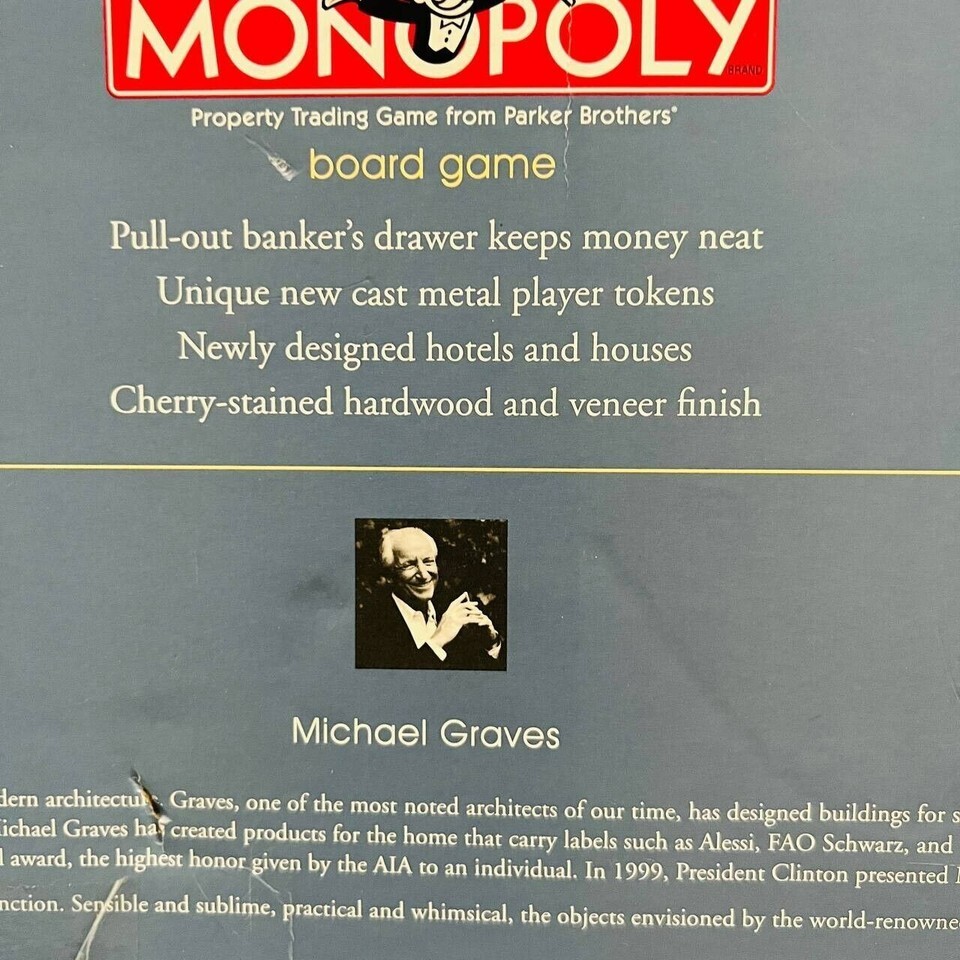 MONOPOLY
BRAND
Property Trading Game from Parker Brothers®
board game
Pull-out banker's drawer keeps money neat
Unique new cast metal player tokens
Newly designed hotels and houses
Cherry-stained hardwood and veneer finish
Michael Graves
dern architectu Graves, one of the most noted architects of our time, has designed buildings for s
ichael Graves has created products for the home that carry labels such as Alessi, FAO Schwarz, and
l award, the highest honor given by the AIA to an individual. In 1999, President Clinton presented M
nction. Sensible and sublime, practical and whimsical, the objects envisioned by the world-renowne